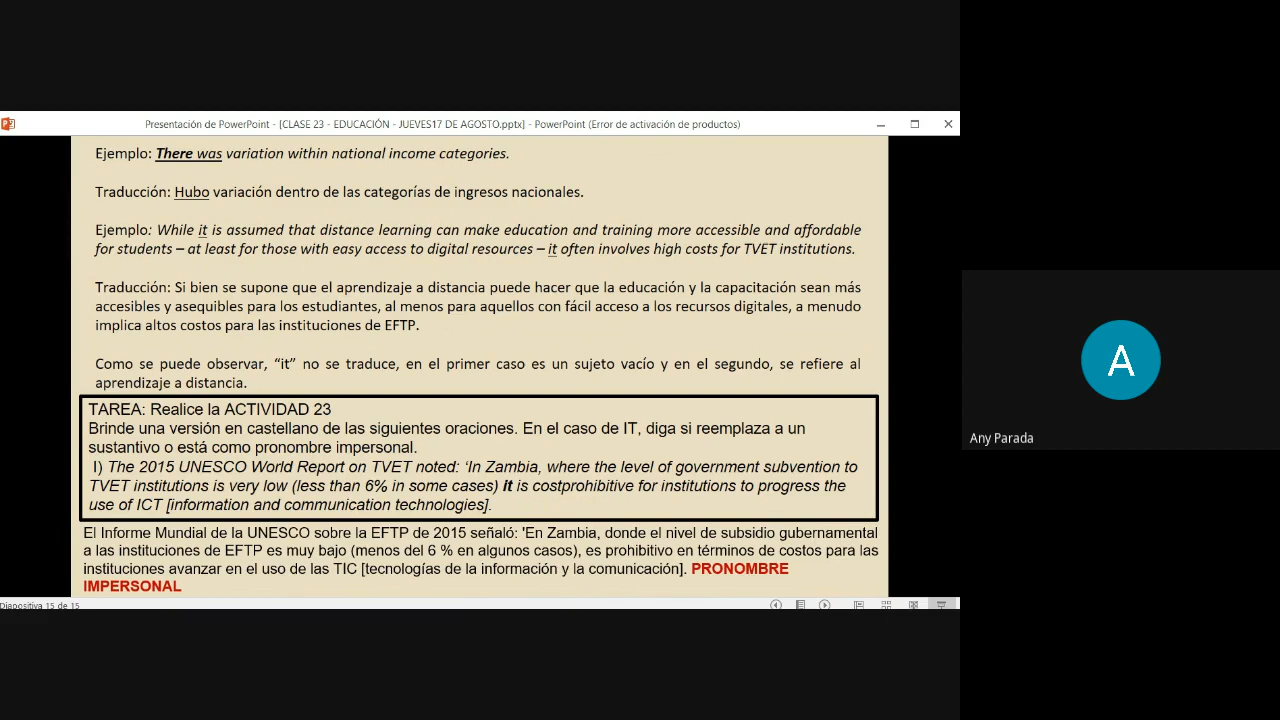 Presentación de PowerPoint - [CLASE 23 - EDUCACIÓN - JUEVES17 DE AGOSTO.pptx] - PowerPoint (Error de activación de productos)
Ejemplo: There was variation within national income categories.
Traducción: Hubo variación dentro de las categorías de ingresos nacionales.
Ejemplo: While it is assumed that distance learning can make education and training more accessible and affordable
for students – at least for those with easy access to digital resources – it often involves high costs for TVET institutions.
Traducción: Si bien se supone que el aprendizaje a distancia puede hacer que la educación y la capacitación sean más
accesibles y asequibles para los estudiantes, al menos para aquellos con fácil acceso a los recursos digitales, a menudo
implica altos costos para las instituciones de EFTP.
Como se puede observar, “it” no se traduce, en el primer caso es un sujeto vacío y en el segundo, se refiere al
aprendizaje a distancia.
TAREA: Realice la ACTIVIDAD 23
Brinde una versión en castellano de las siguientes oraciones. En el caso de IT, diga si reemplaza a un
sustantivo o está como pronombre impersonal.
I) The 2015 UNESCO World Report on TVET noted: ‘In Zambia, where the level of government subvention to
TVET institutions is very low (less than 6% in some cases) it is costprohibitive for institutions to progress the
use of ICT [information and communication technologies].
El Informe Mundial de la UNESCO sobre la EFTP de 2015 señaló: 'En Zambia, donde el nivel de subsidio gubernamental
a las instituciones de EFTP es muy bajo (menos del 6 % en algunos casos), es prohibitivo en términos de costos para las
instituciones avanzar en el uso de las TIC [tecnologías de la información y la comunicación]. PRONOMBRE
IMPERSONAL
Diapositiva 15 de 15
A
Any Parada